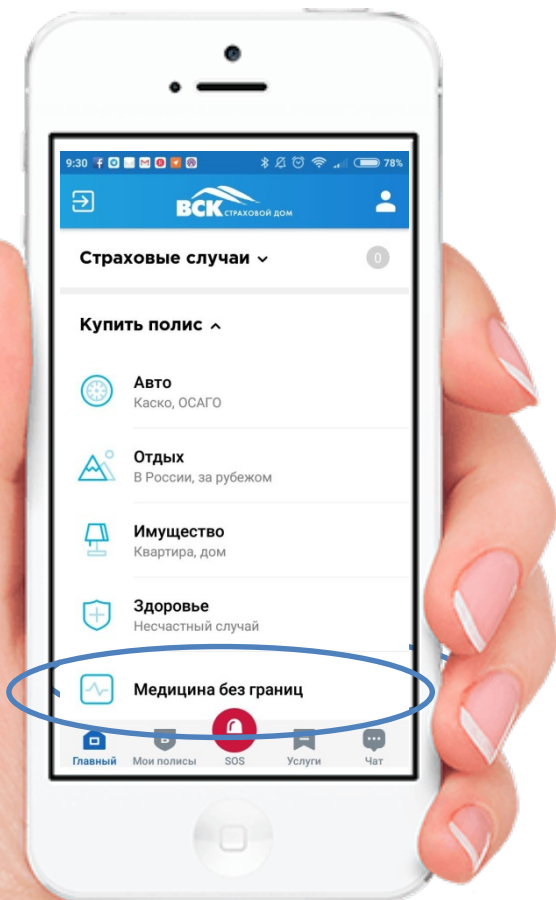 9:30
78%
ВСК СТРАХОВОЙ ДОМ
Страховые случаи
0
Купить полис
Авто
Каско, ОСАГО
Отдых
В России, за рубежом
Имущество
Квартира, дом
Здоровье
Несчастный случай
Медицина без границ
Главный Мои полисы SOS Услуги Чат